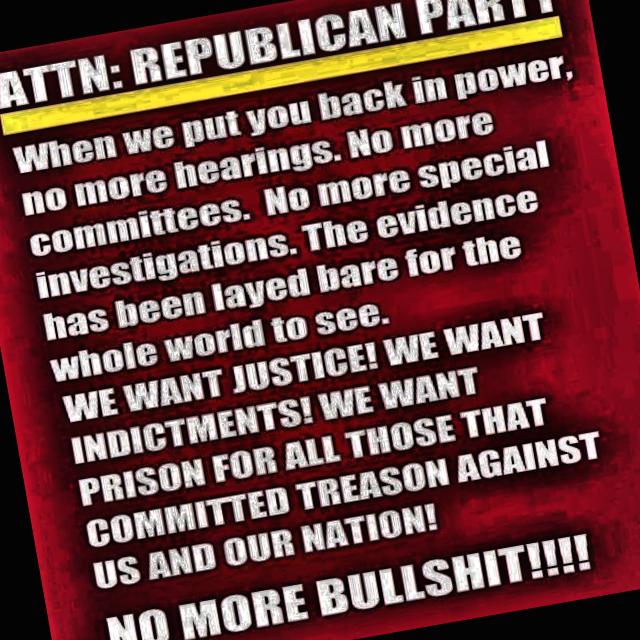 ATTN: REPUBLICAN PARTY
When we put you back in power,
no more hearings. No more
committees. No more special
investigations. The evidence
has been layed bare for the
whole world to see.
WE WANT JUSTICE! WE WANT
INDICTMENTS! WE WANT
PRISON FOR ALL THOSE THAT
COMMITTED TREASON AGAINST
US AND OUR NATION!
NO MORE BULLSHIT!!!!